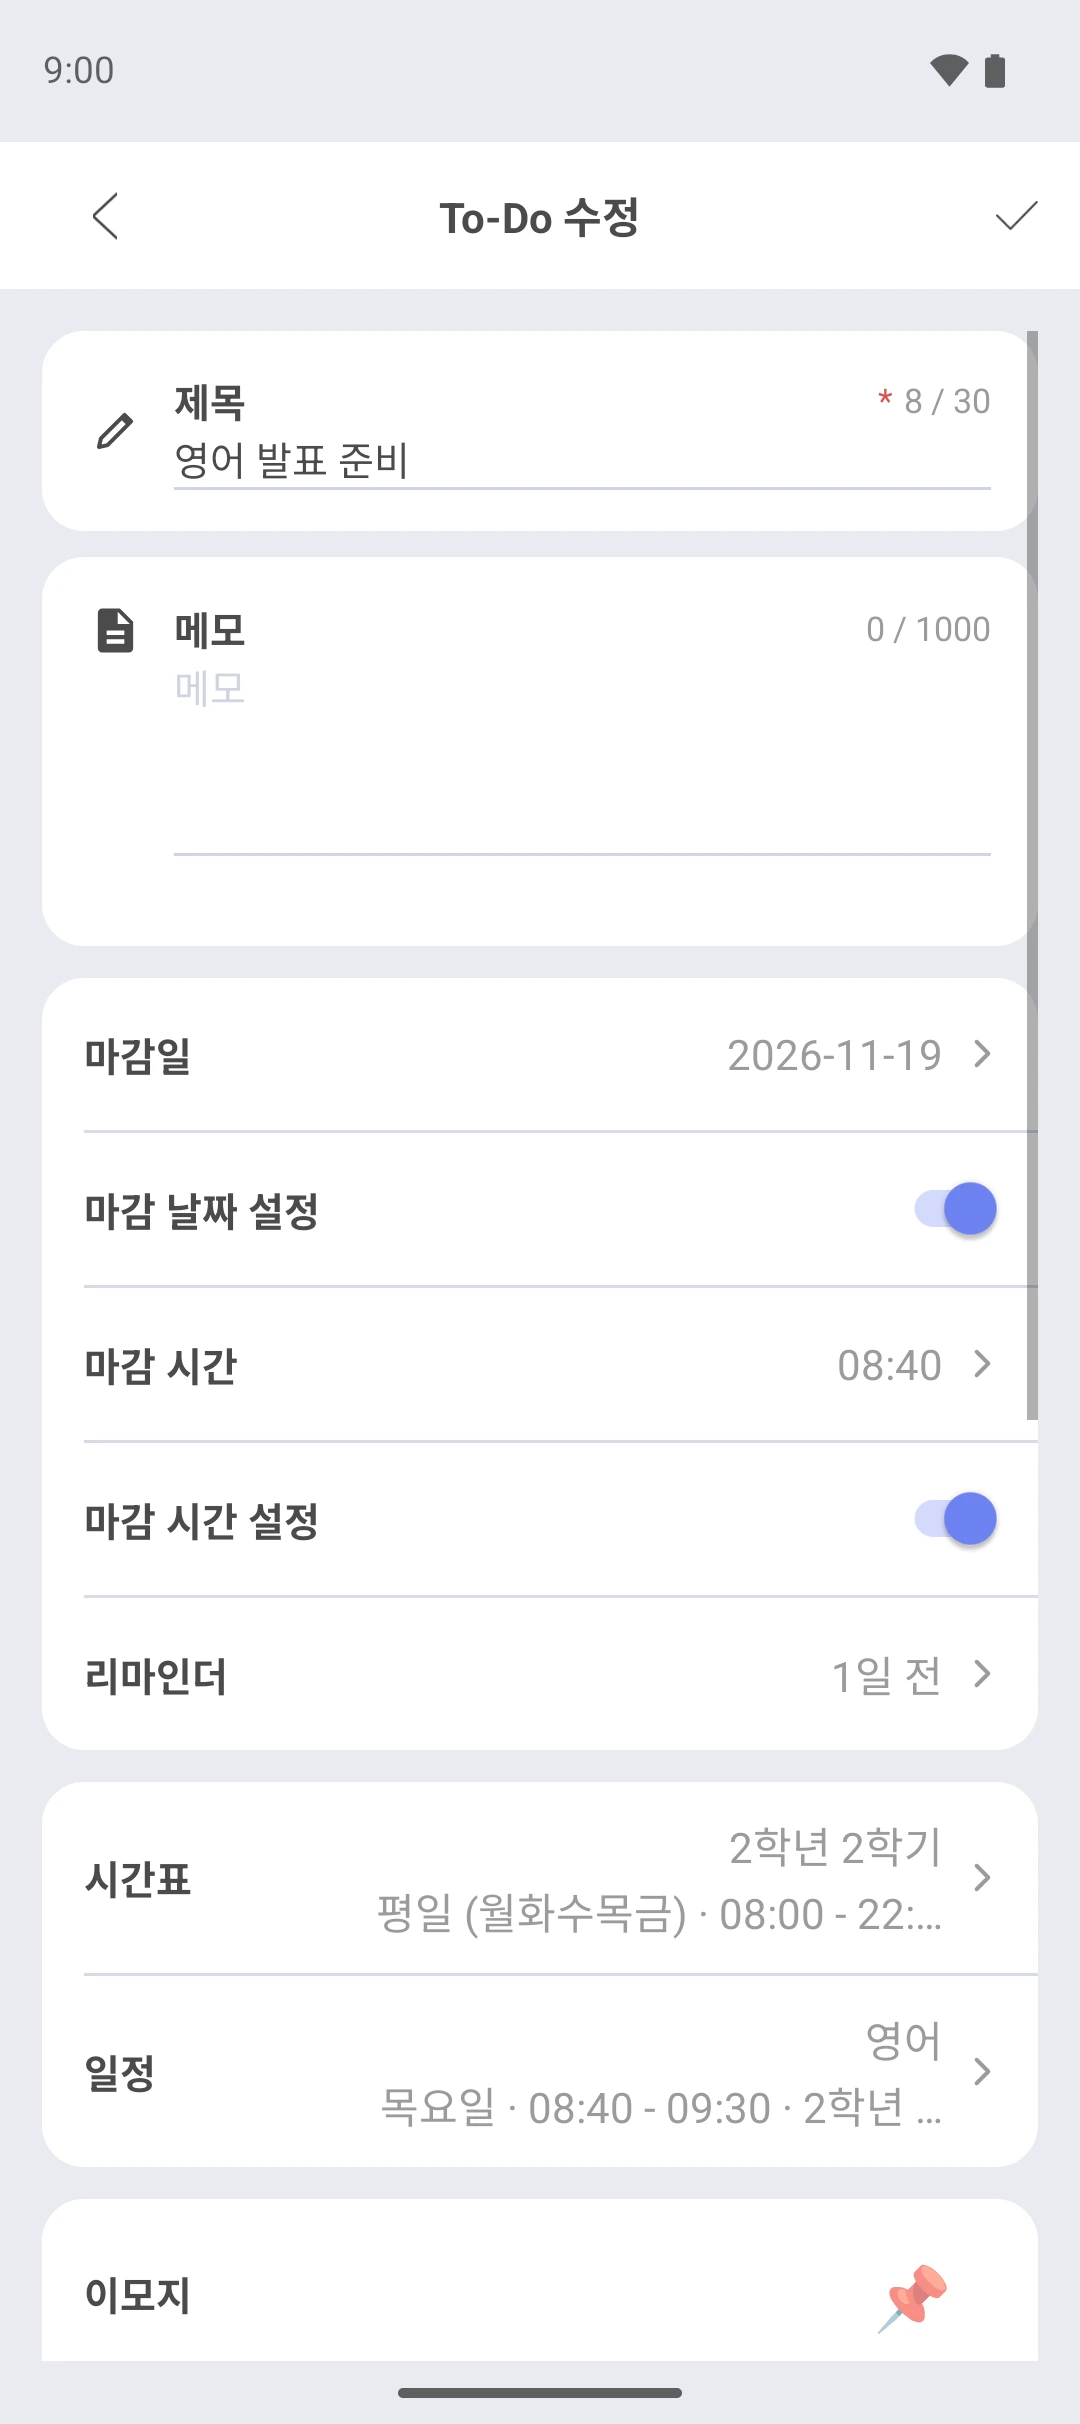 9:00
To-Do 수정
제목
* 8 / 30
영어 발표 준비
메모
0 / 1000
메모
마감일
2026-11-19
마감 날짜 설정
마감 시간
08:40
마감 시간 설정
리마인더
1일 전
시간표
2학년 2학기
평일 (월화수목금) · 08:00 - 22:...
일정
영어
목요일 · 08:40 - 09:30 · 2학년 ...
이모지